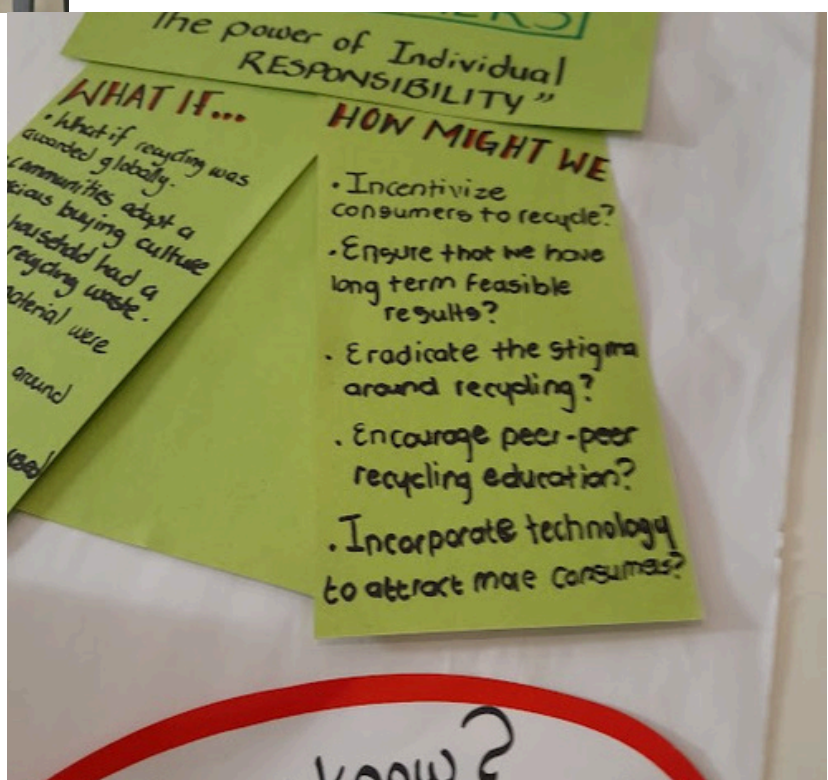 The power of Individual
RESPONSIBILITY"
WHAT IF...
• What if recycling was
awarded globally.
communities adopt a
buying culture
household had a
recycling waste.
were
around
HOW MIGHT WE
• Incentivize
consumers to recycle?
• Ensure that we have
long term feasible
results?
• Eradicate the stigma
around recycling?
• Encourage peer-peer
recycling education?
• Incorporate technology
to attract more consumers?
know?